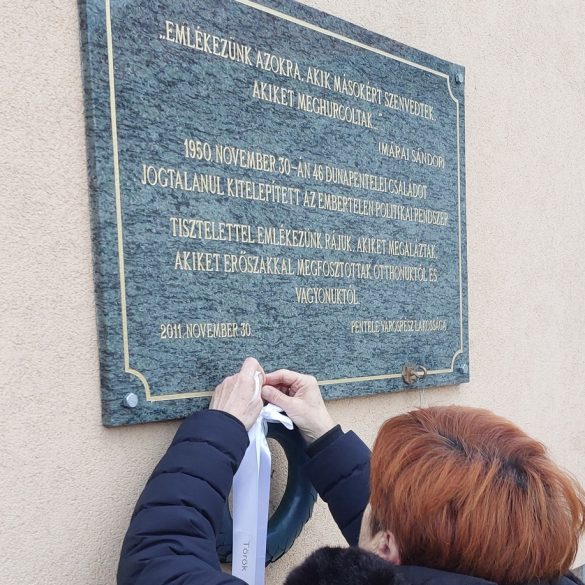 „EMLÉKEZÜNK AZOKRA, AKIK MÁSOKÉRT SZENVEDTEK,
AKIKET MEGHURCOLTAK.”
(MÁRAI SÁNDOR)
1950 NOVEMBER 30-ÁN 46 DUNAPENTELEI CSALÁDOT
JOGTALANUL KITELEPÍTETT AZ EMBERTELEN POLITIKAI RENDSZER.
TISZTELETTEL EMLÉKEZÜNK RÁJUK, AKIKET MEGALÁZTAK,
AKIKET ERŐSZAKKAL MEGFOSZTOTTAK OTTHONUKTÓL ÉS
VAGYONUKTÓL.
2011. NOVEMBER 30.
PENTELE VÁROSRÉSZ LAKOSSÁGA
Török